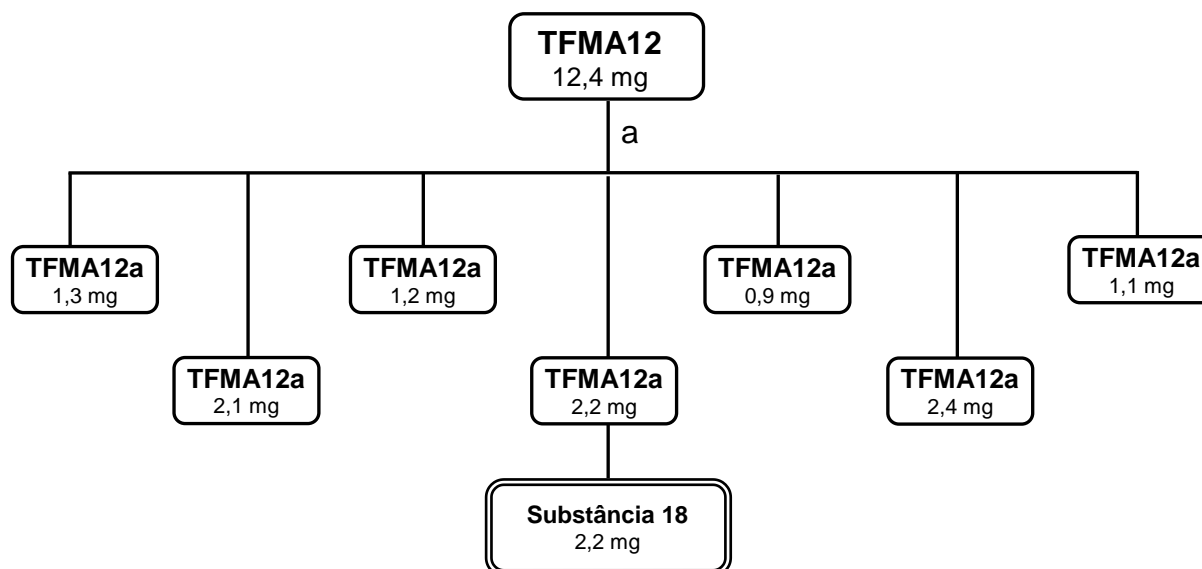 TFMA12
12,4 mg
a
TFMA12a
1,3 mg
TFMA12a
1,2 mg
TFMA12a
0,9 mg
TFMA12a
1,1 mg
TFMA12a
2,1 mg
TFMA12a
2,2 mg
TFMA12a
2,4 mg
Substância 18
2,2 mg